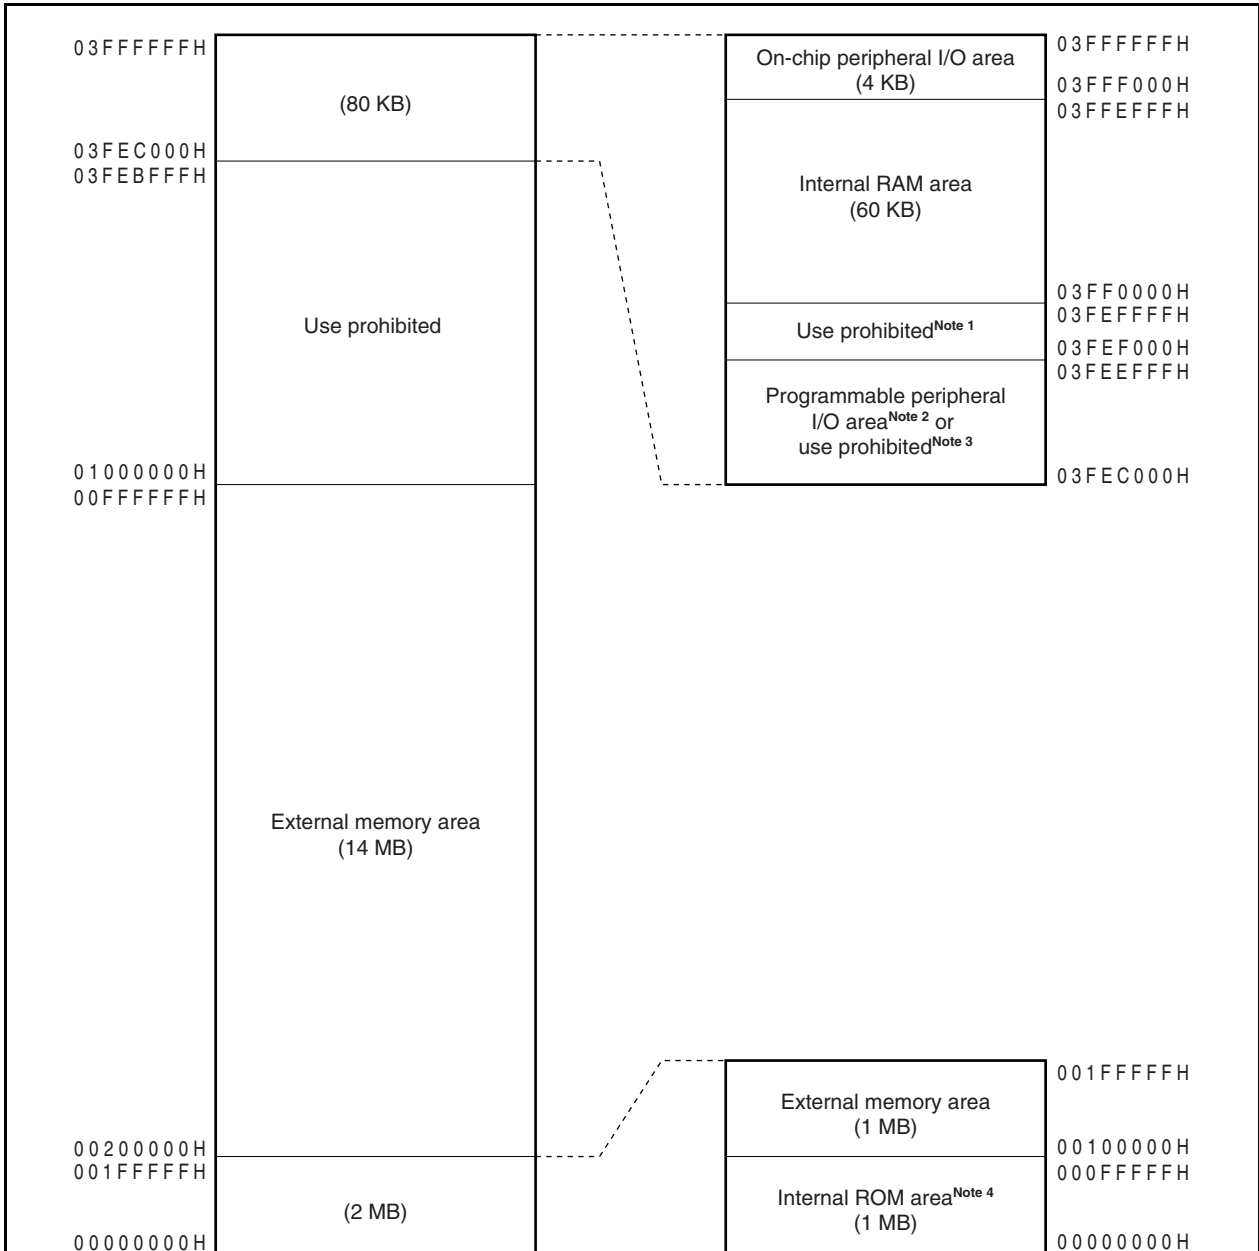 03FFFFFFH
(80 KB)
03FEC000H
03FEBFFFH
Use prohibited
01000000H
00FFFFFFH
External memory area
(14 MB)
00200000H
001FFFFFH
(2 MB)
00000000H
On-chip peripheral I/O area
(4 KB)
03FFFFFFH
03FFF000H
03FFEFFFH
Internal RAM area
(60 KB)
03FF0000H
03FEFFFFH
Use prohibitedNote 1
03FEF000H
03FEEFFFH
Programmable peripheral
I/O areaNote 2 or
use prohibitedNote 3
03FEC000H
001FFFFFH
External memory area
(1 MB)
00100000H
000FFFFFH
Internal ROM areaNote 4
(1 MB)
00000000H